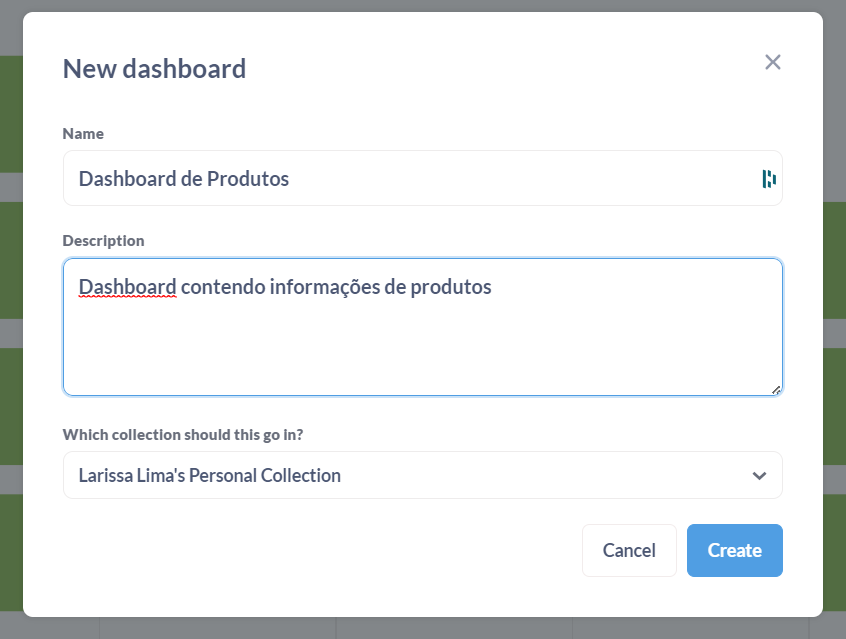 New dashboard
Name
Dashboard de Produtos
Description
Dashboard contendo informações de produtos
Which collection should this go in?
Larissa Lima's Personal Collection
Cancel
Create